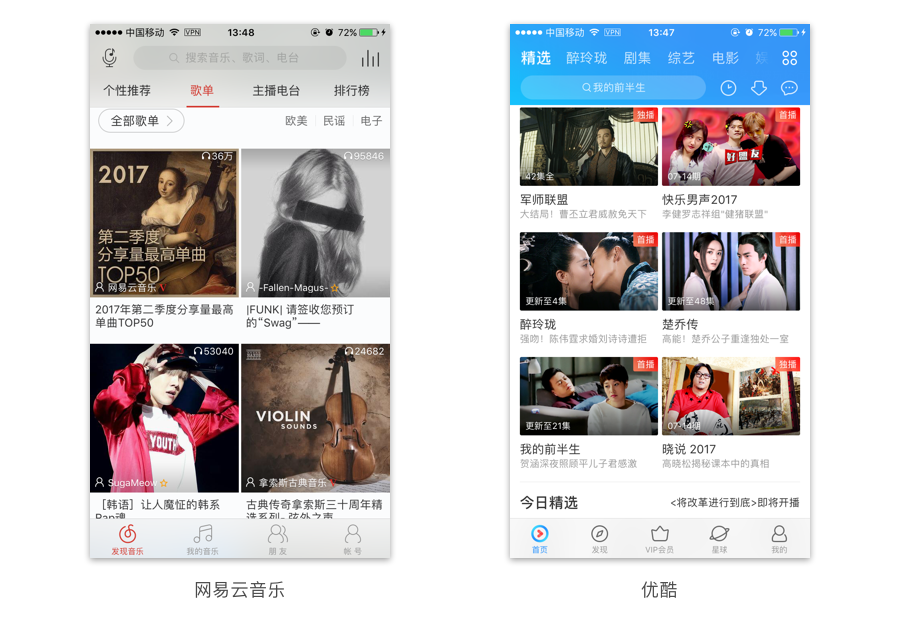 中国移动 VPN 13:48 72%
搜索音乐、歌词、电台
个性推荐 歌单 主播电台 排行榜
全部歌单 欧美 民谣 电子
36万
2017
第二季度
分享量最高单曲
TOP50
网易云音乐
2017年第二季度分享量最高
单曲TOP50
95846
-Fallen-Magus-
|FUNK| 请签收您预订
的“Swag”——
53040
YOUTH
SugaMeow
[韩语] 让人魔怔的韩系
Rap魂
24682
VIOLIN
SOUNDS
拿索斯古典音乐
古典传奇拿索斯三十周年精
选系列- 弦外之声
发现音乐 我的音乐 朋友 帐号
网易云音乐
中国移动 VPN 13:47 72%
精选 醉玲珑 剧集 综艺 电影
我的前半生
独播
42集全
军师联盟
大结局！曹丕立君威赦免天下
首播
好盟友
07-14期
快乐男声2017
李健罗志祥组"健猪联盟"
首播
更新至4集
醉玲珑
强吻！陈伟霆求婚刘诗诗遭拒
首播
更新至48集
楚乔传
高能！楚乔公子重逢独处一室
首播
更新至21集
我的前半生
贺涵深夜照顾平儿子君感激
独播
07-14期
晓说 2017
高晓松揭秘课本中的真相
今日精选 <将改革进行到底>即将开播
首页 发现 VIP会员 星球 我的
优酷